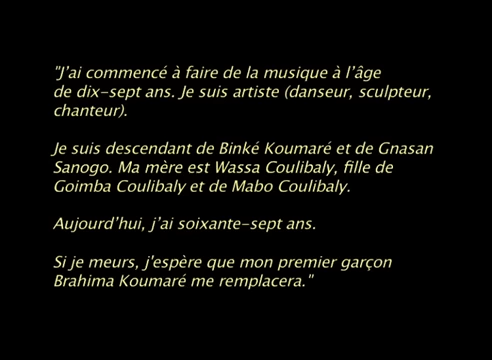 "J'ai commencé à faire de la musique à l'âge
de dix-sept ans. Je suis artiste (danseur, sculpteur,
chanteur).
Je suis descendant de Binké Koumaré et de Gnasan
Sanogo. Ma mère est Wassa Coulibaly, fille de
Goimba Coulibaly et de Mabo Coulibaly.
Aujourd'hui, j'ai soixante-sept ans.
Si je meurs, j'espère que mon premier garçon
Brahima Koumaré me remplacera."